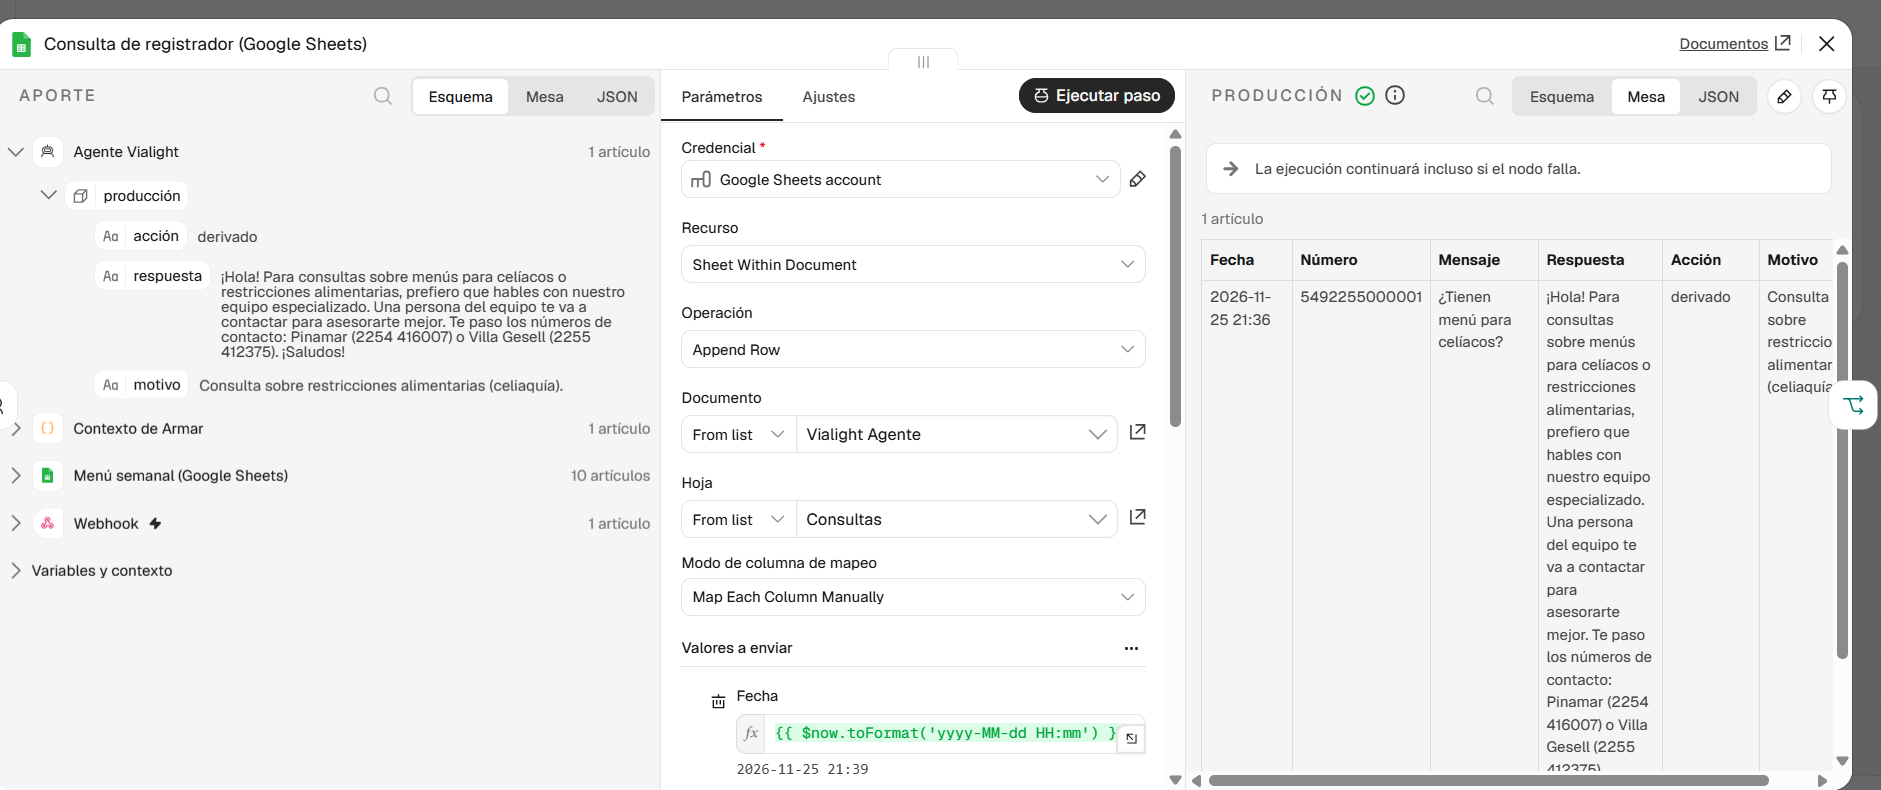 Consulta de registrador (Google Sheets)
Documentos
APORTE
Esquema
Mesa
JSON
Agente Vialight
1 artículo
producción
acción
derivado
respuesta
¡Hola! Para consultas sobre menús para celíacos o
restricciones alimentarias, prefiero que hables con nuestro
equipo especializado. Una persona del equipo te va a
contactar para asesorarte mejor. Te paso los números de
contacto: Pinamar (2254 416007) o Villa Gesell (2255
412375). ¡Saludos!
motivo
Consulta sobre restricciones alimentarias (celiaquía).
Contexto de Armar
1 artículo
Menú semanal (Google Sheets)
10 artículos
Webhook
1 artículo
Variables y contexto
Parámetros
Ajustes
Ejecutar paso
Credencial *
Google Sheets account
Recurso
Sheet Within Document
Operación
Append Row
Documento
From list
Vialight Agente
Hoja
From list
Consultas
Modo de columna de mapeo
Map Each Column Manually
Valores a enviar
Fecha
fx
{{ $now.toFormat('yyyy-MM-dd HH:mm') }
2026-11-25 21:39
PRODUCCIÓN
Esquema
Mesa
JSON
La ejecución continuará incluso si el nodo falla.
1 artículo
Fecha
Número
Mensaje
Respuesta
Acción
Motivo
2026-11-
25 21:36
5492255000001
¿Tienen
menú para
celíacos?
¡Hola! Para
consultas
sobre menús
para celíacos o
restricciones
alimentarias,
prefiero que
hables con
nuestro equipo
especializado.
Una persona
del equipo te
va a contactar
para
asesorarte
mejor. Te paso
los números de
contacto:
Pinamar (2254
416007) o Villa
Gesell (2255
412375).
derivado
Consulta
sobre
restriccio
alimentar
(celiaquía